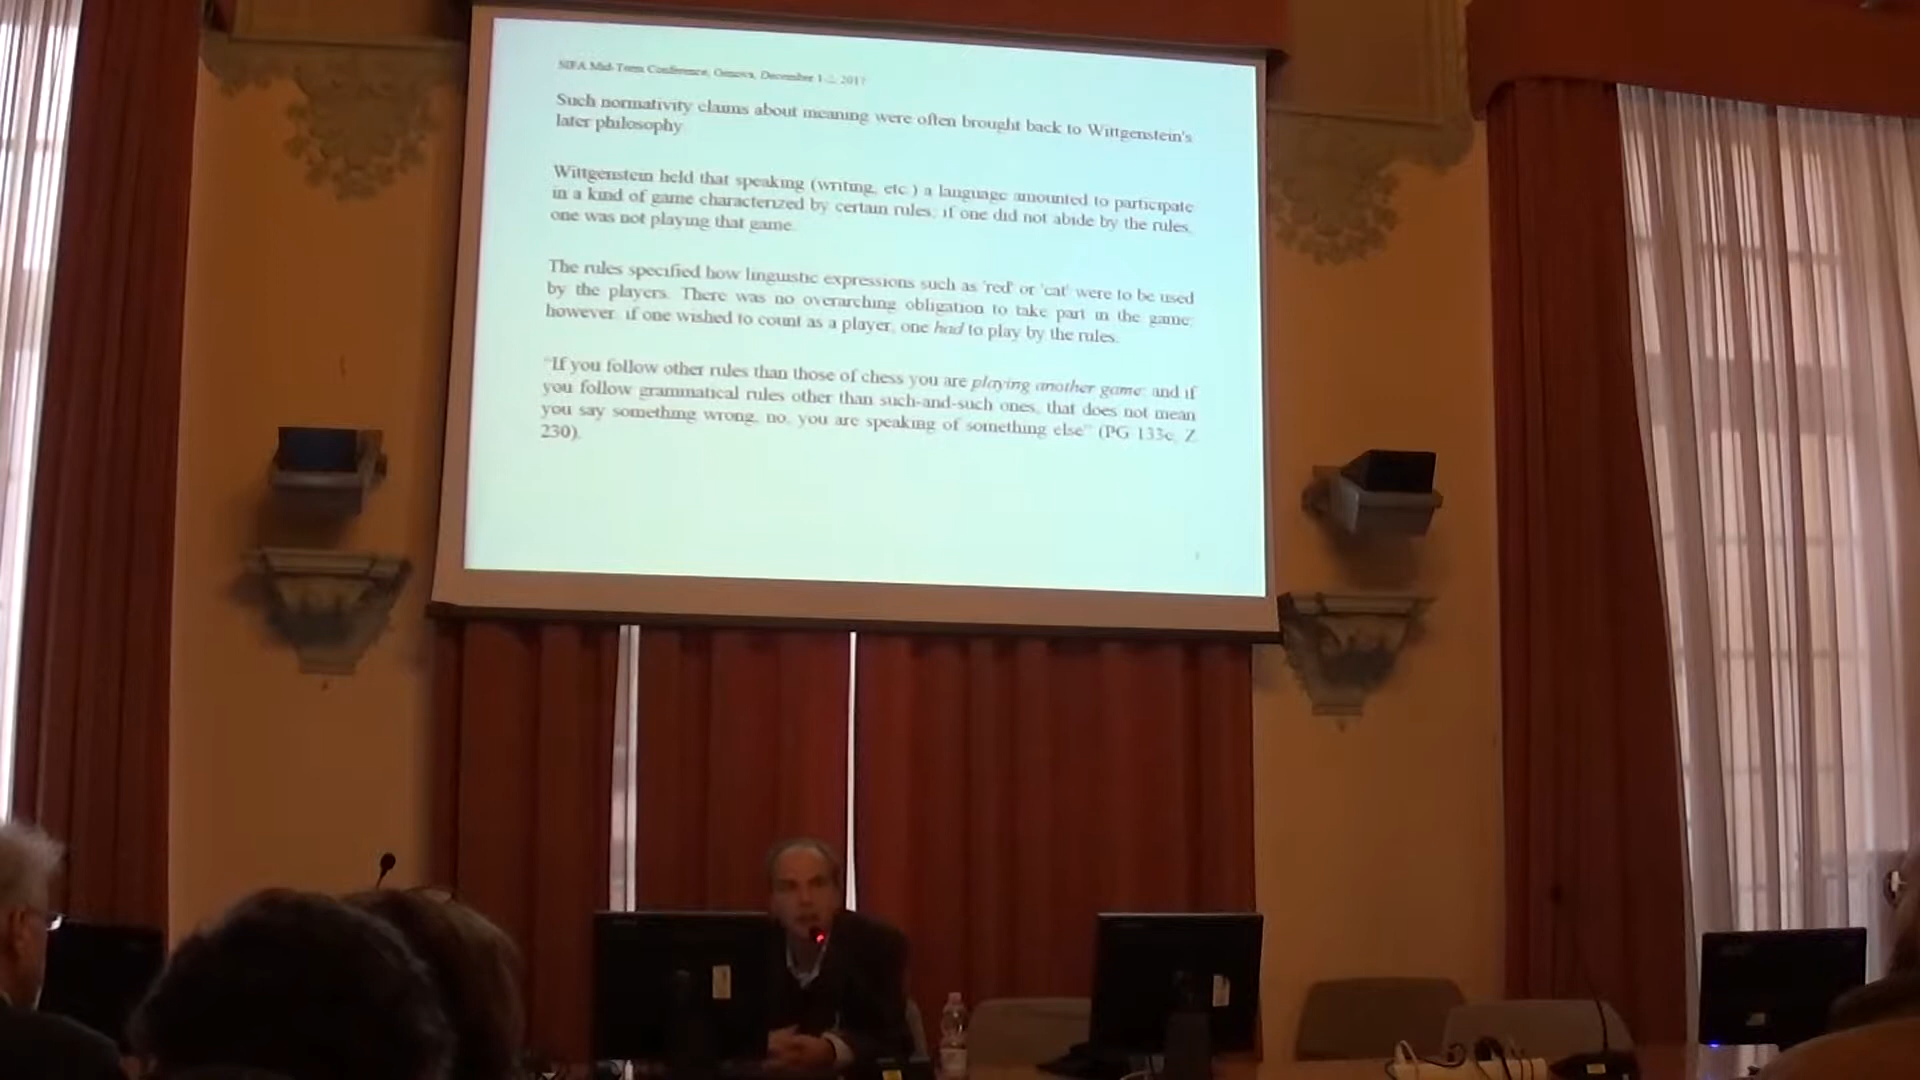 SIFA Mid-Term Conference, Genova, December 1-2, 2017
Such normativity claims about meaning were often brought back to Wittgenstein's
later philosophy
Wittgenstein held that speaking (writing, etc.) a language amounted to participate
in a kind of game characterized by certain rules; if one did not abide by the rules,
one was not playing that game.
The rules specified how linguistic expressions such as 'red' or 'cat' were to be used
by the players. There was no overarching obligation to take part in the game;
however, if one wished to count as a player, one had to play by the rules.
"If you follow other rules than those of chess you are playing another game; and if
you follow grammatical rules other than such-and-such ones, that does not mean
you say something wrong, no, you are speaking of something else" (PG 133e, Z
230).